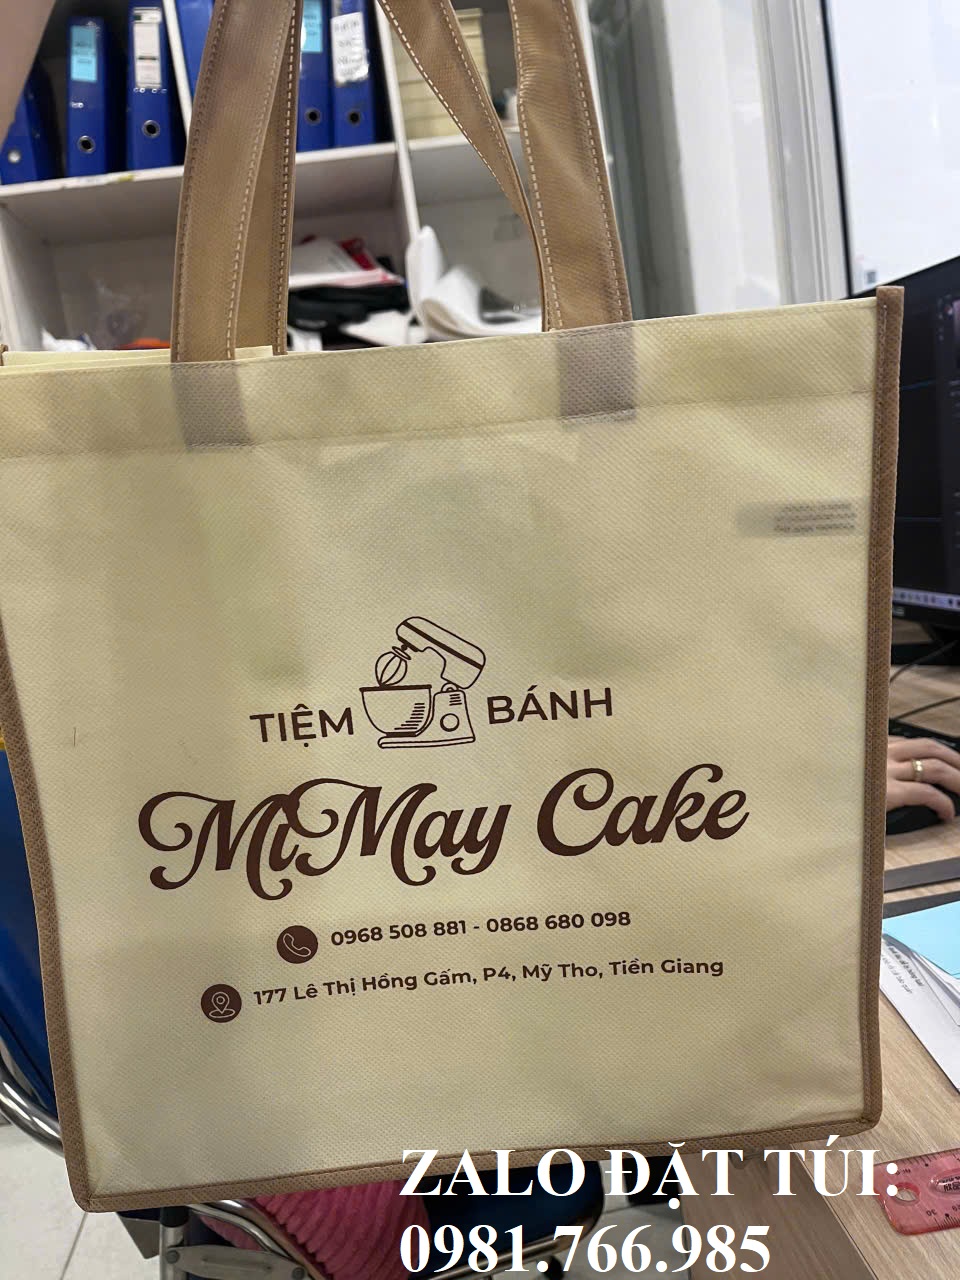 TIỆM BÁNH
MiMay Cake
0968 508 881 - 0868 680 098
177 Lê Thị Hồng Gấm, P4, Mỹ Tho, Tiền Giang
ZALO ĐẶT TÚI:
0981.766.985